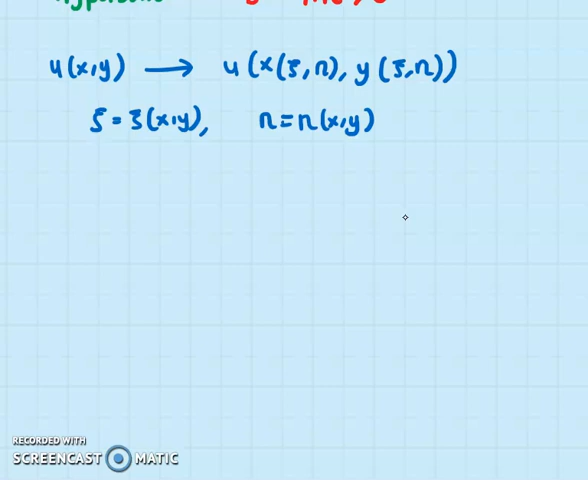 u(x,y) → u(x(ξ,η), y(ξ,η))
ξ = ξ(x,y), η = η(x,y)
RECORDED WITH
SCREENCAST MATIC